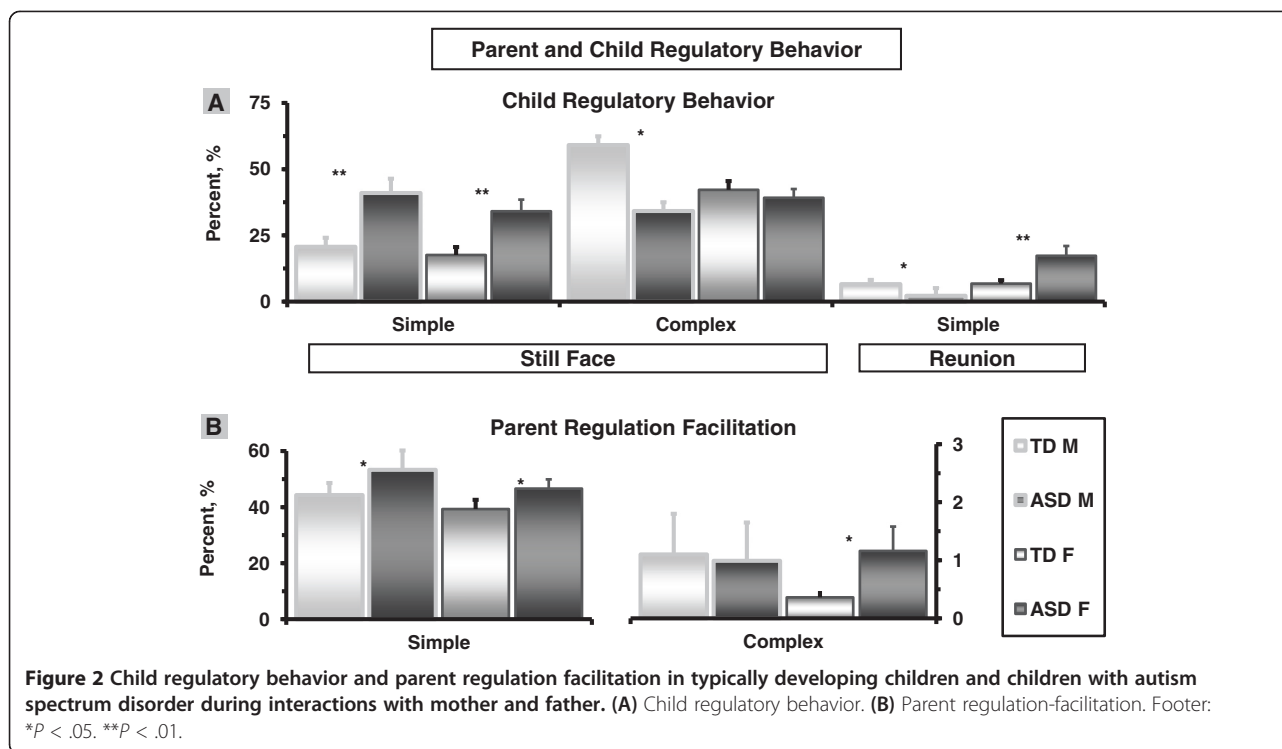 Parent and Child Regulatory Behavior
A
Child Regulatory Behavior
Percent, %
75
50
25
0
**
**
*
*
**
Simple
Complex
Simple
Still Face
Reunion
B
Parent Regulation Facilitation
Percent, %
60
40
20
0
*
*
*
3
2
1
0
Simple
Complex
TD M
ASD M
TD F
ASD F
Figure 2 Child regulatory behavior and parent regulation facilitation in typically developing children and children with autism
spectrum disorder during interactions with mother and father. (A) Child regulatory behavior. (B) Parent regulation-facilitation. Footer:
*P < .05. **P < .01.